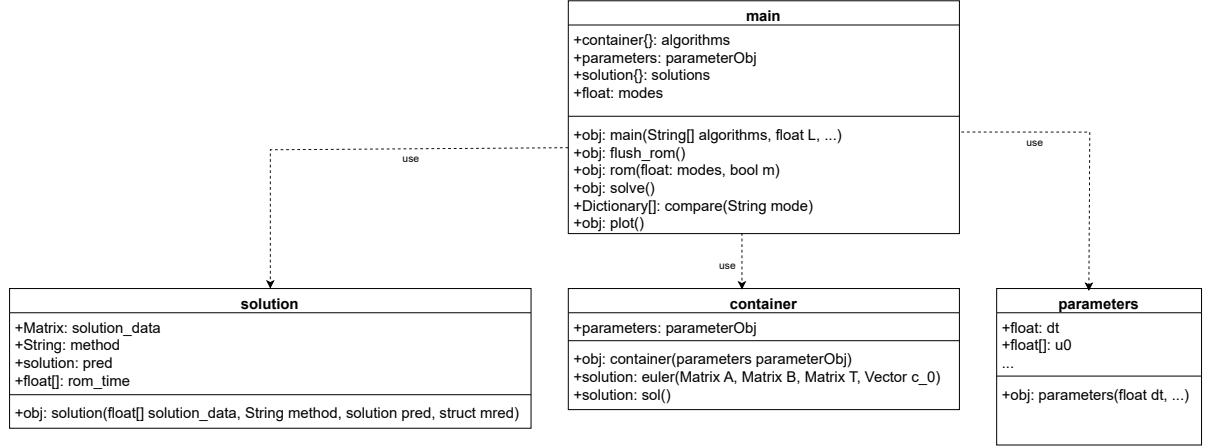 main
+container{}: algorithms
+parameters: parameterObj
+solution{}: solutions
+float: modes
+obj: main(String[] algorithms, float L, ...)
+obj: flush_rom()
+obj: rom(float: modes, bool m)
+obj: solve()
+Dictionary[]: compare(String mode)
+obj: plot()
use
use
use
solution
+Matrix: solution_data
+String: method
+solution: pred
+float[]: rom_time
+obj: solution(float[] solution_data, String method, solution pred, struct mred)
container
+parameters: parameterObj
+obj: container(parameters parameterObj)
+solution: euler(Matrix A, Matrix B, Matrix T, Vector c_0)
+solution: sol()
parameters
+float: dt
+float[]: u0
...
+obj: parameters(float dt, ...)